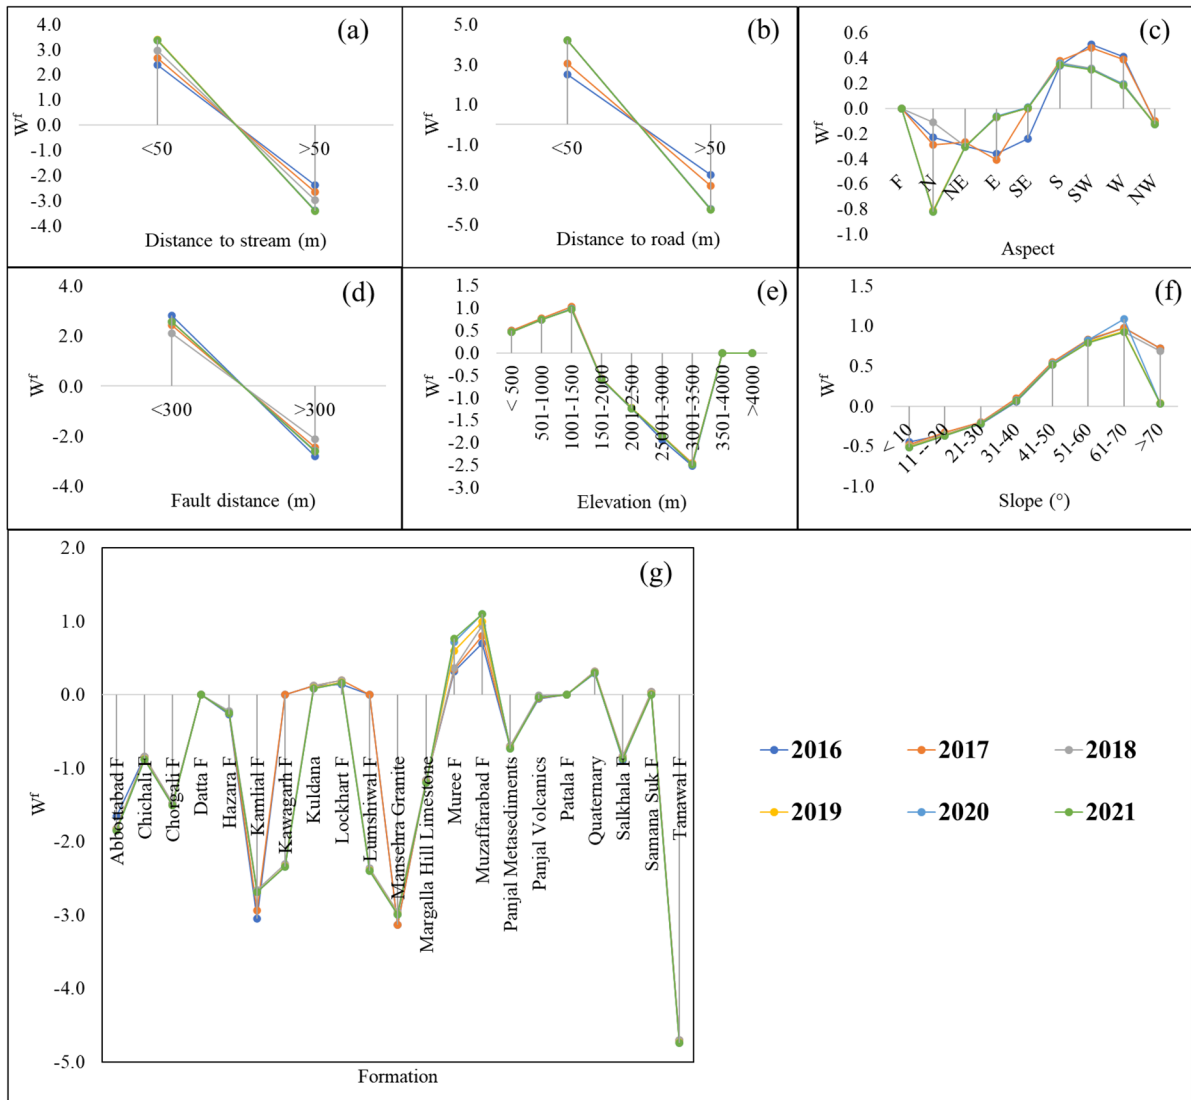 (a)
4.0
3.0
2.0
1.0
0.0
-1.0
-2.0
-3.0
-4.0
Wf
<50
>50
Distance to stream (m)
(b)
5.0
3.0
1.0
-1.0
-3.0
-5.0
Wf
<50
>50
Distance to road (m)
(c)
0.6
0.4
0.2
0.0
-0.2
-0.4
-0.6
-0.8
-1.0
Wf
F
N
NE
E
SE
S
SW
W
NW
Aspect
(d)
4.0
2.0
0.0
-2.0
-4.0
Wf
<300
>300
Fault distance (m)
(e)
1.5
1.0
0.5
0.0
-0.5
-1.0
-1.5
-2.0
-2.5
-3.0
Wf
< 500
501-1000
1001-1500
1501-2000
2001-2500
2501-3000
3001-3500
3501-4000
>4000
Elevation (m)
(f)
1.5
1.0
0.5
0.0
-0.5
-1.0
Wf
< 10
11 -- 20
21-30
31-40
41-50
51-60
61-70
>70
Slope (°)
(g)
2.0
1.0
0.0
-1.0
-2.0
-3.0
-4.0
-5.0
Wf
Abbottabad F
Chichali F
Chorgali F
Datta F
Hazara F
Kamlial F
Kawagarh F
Kuldana
Lockhart F
Lumshiwal F
Mansehra Granite
Margalla Hill Limestone
Muree F
Muzaffarabad F
Panjal Metasediments
Panjal Volcanics
Patala F
Quaternary
Salkhala F
Samana Suk F
Tanawal F
Formation
2016
2017
2018
2019
2020
2021